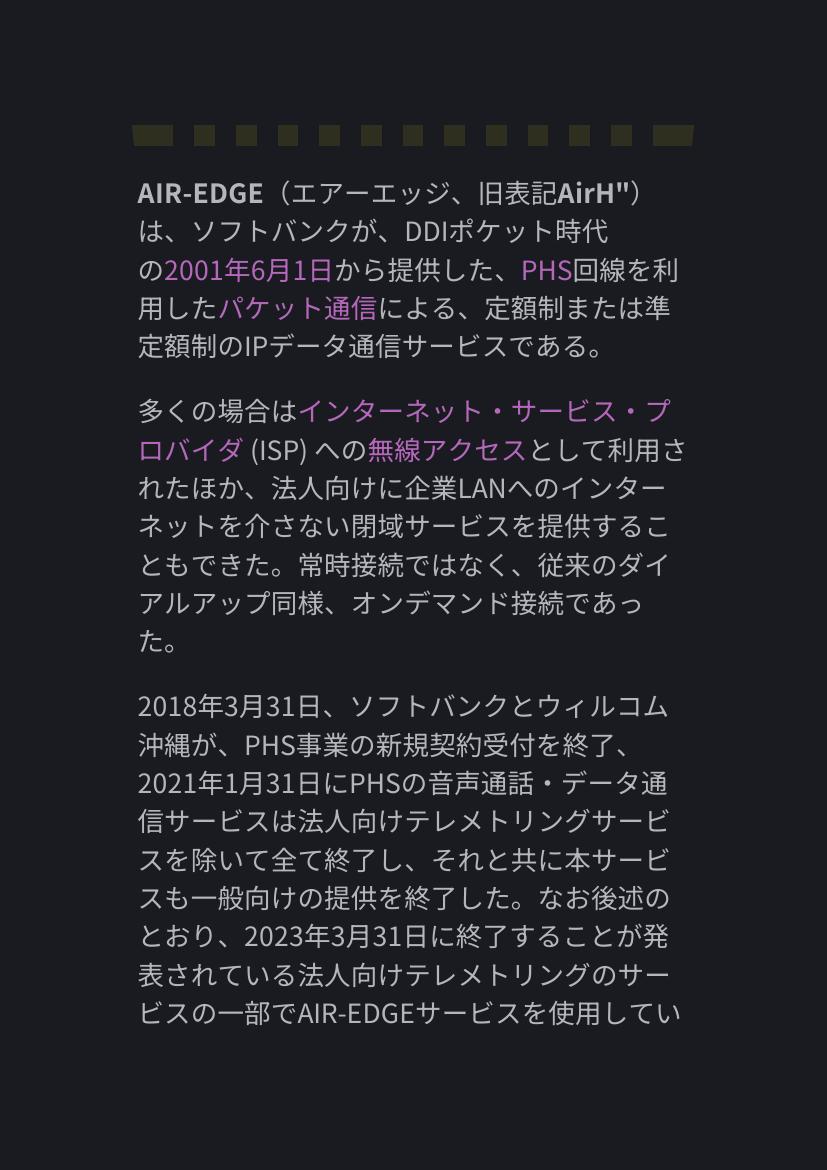 AIR-EDGE（エアーエッジ、旧表記AirH"）
は、ソフトバンクが、DDIポケット時代
の2001年6月1日から提供した、PHS回線を利
用したパケット通信による、定額制または準
定額制のIPデータ通信サービスである。
多くの場合はインターネット・サービス・プ
ロバイダ (ISP) への無線アクセスとして利用さ
れたほか、法人向けに企業LANへのインター
ネットを介さない閉域サービスを提供するこ
ともできた。常時接続ではなく、従来のダイ
アルアップ同様、オンデマンド接続であっ
た。
2018年3月31日、ソフトバンクとウィルコム
沖縄が、PHS事業の新規契約受付を終了、
2021年1月31日にPHSの音声通話・データ通
信サービスは法人向けテレメトリングサービ
スを除いて全て終了し、それと共に本サービ
スも一般向けの提供を終了した。なお後述の
とおり、2023年3月31日に終了することが発
表されている法人向けテレメトリングのサー
ビスの一部でAIR-EDGEサービスを使用してい